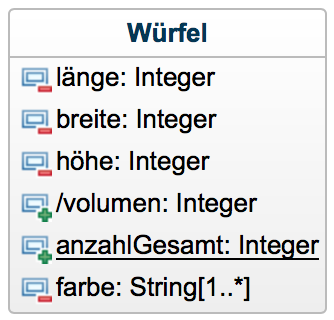 Würfel
länge: Integer
breite: Integer
höhe: Integer
/volumen: Integer
anzahlGesamt: Integer
farbe: String[1..*]